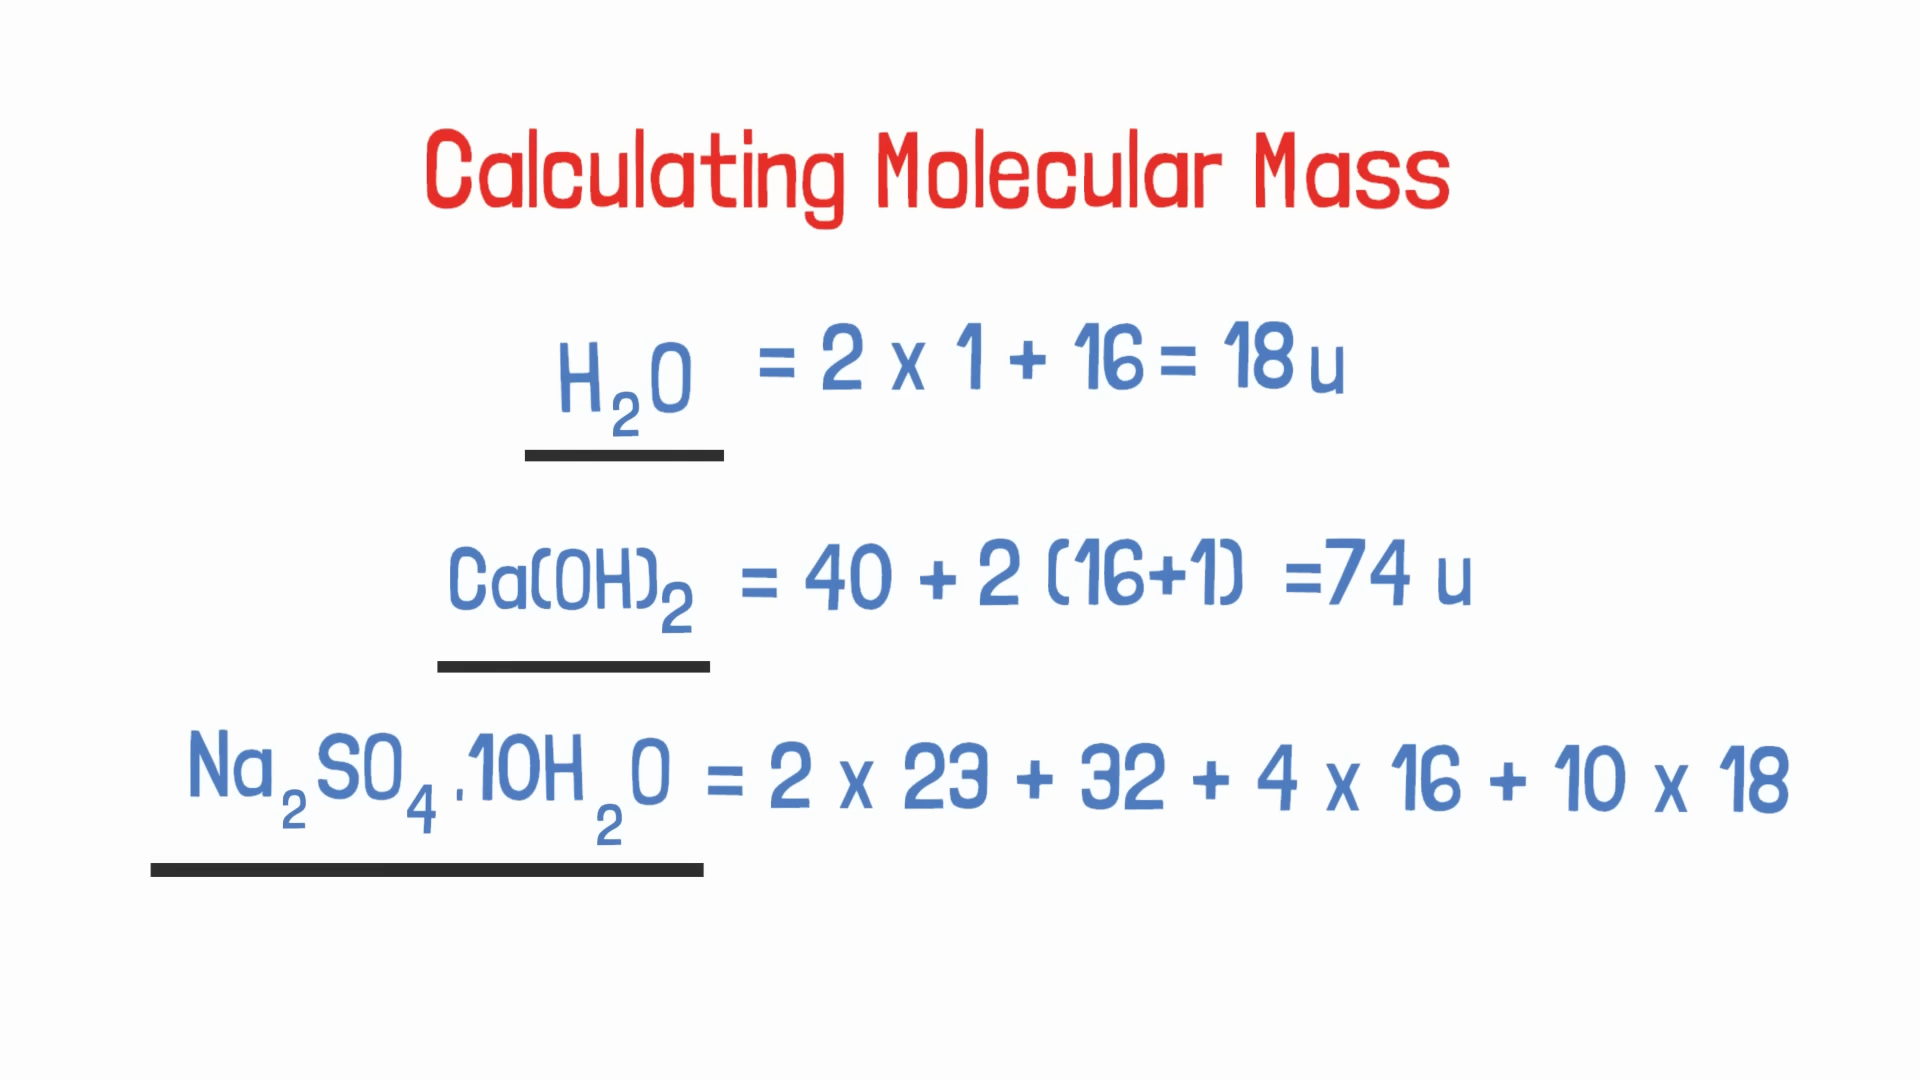 Calculating Molecular Mass
H₂O = 2 x 1 + 16 = 18 u
Ca(OH)₂ = 40 + 2 (16+1) =74 u
Na₂SO₄.10H₂O = 2 x 23 + 32 + 4 x 16 + 10 x 18